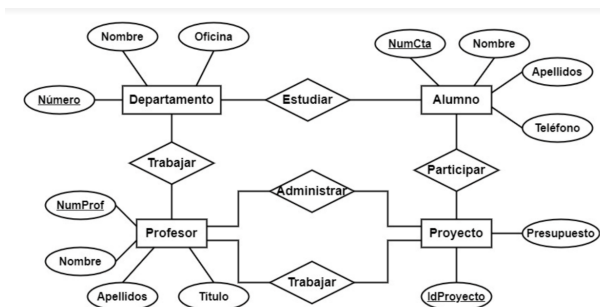 Nombre
Oficina
NumCta
Nombre
Apellidos
Número
Departamento
Estudiar
Alumno
Teléfono
Trabajar
Participar
NumProf
Administrar
Profesor
Proyecto
Presupuesto
Nombre
Trabajar
Apellidos
Titulo
IdProyecto